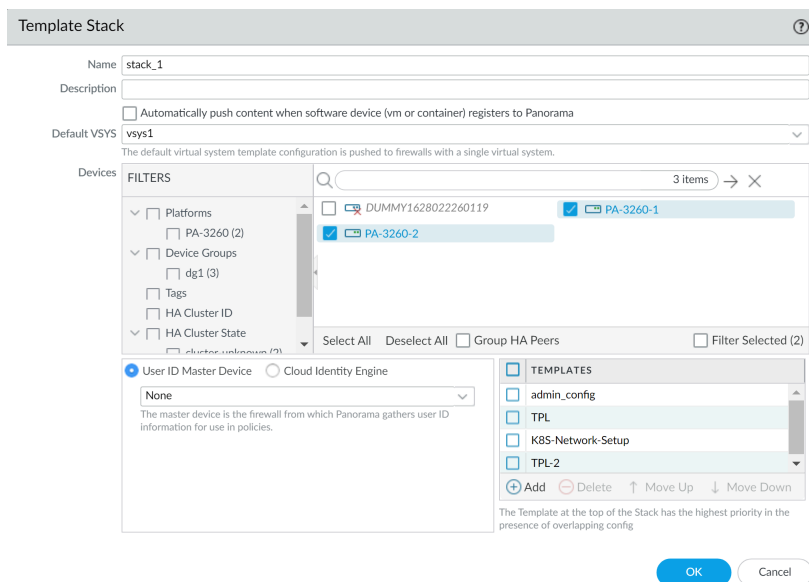 Template Stack
Name stack_1
Description
Automatically push content when software device (vm or container) registers to Panorama
Default VSYS vsys1
The default virtual system template configuration is pushed to firewalls with a single virtual system.
Devices
FILTERS
Platforms
PA-3260 (2)
Device Groups
dg1 (3)
Tags
HA Cluster ID
HA Cluster State
cluster-unknown (2)
3 items
DUMMY1628022260119
PA-3260-1
PA-3260-2
Select All Deselect All Group HA Peers Filter Selected (2)
User ID Master Device Cloud Identity Engine
None
The master device is the firewall from which Panorama gathers user ID
information for use in policies.
TEMPLATES
admin_config
TPL
K8S-Network-Setup
TPL-2
Add Delete Move Up Move Down
The Template at the top of the Stack has the highest priority in the
presence of overlapping config
OK Cancel